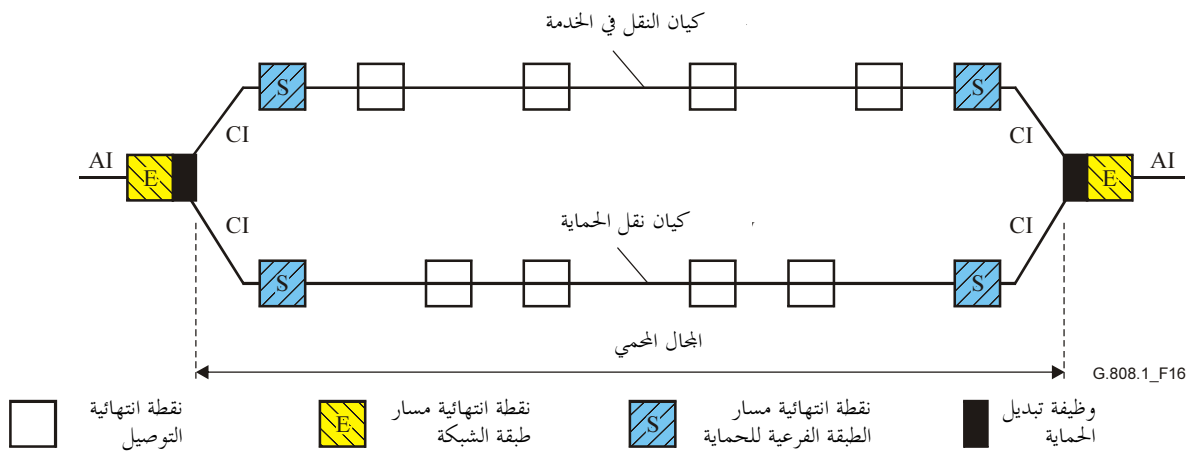 كيان النقل في الخدمة
S
S
CI
CI
AI
E
E
AI
CI
CI
كيان نقل الحماية
S
S
المجال المحمي
G.808.1_F16
وظيفة تبديل
الحماية
S
نقطة انتهائية مسار
الطبقة الفرعية للحماية
E
نقطة انتهائية مسار
طبقة الشبكة
نقطة انتهائية
التوصيل